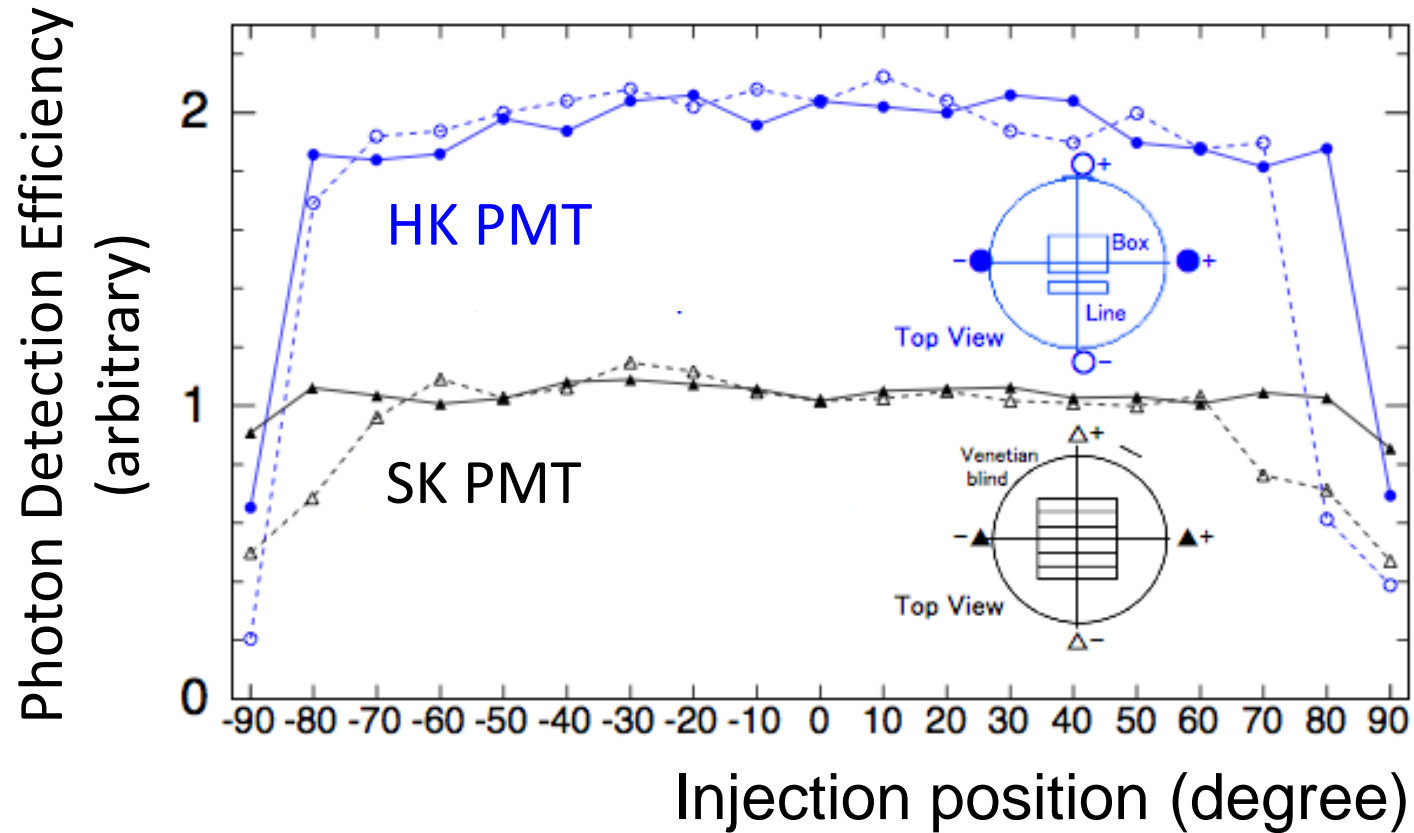 Photon Detection Efficiency
(arbitrary)
2
1
0
HK PMT
+
Box
- +
Line
Top View
-
SK PMT
+
Venetian
blind
- +
Top View
-
-90 -80 -70 -60 -50 -40 -30 -20 -10 0 10 20 30 40 50 60 70 80 90
Injection position (degree)